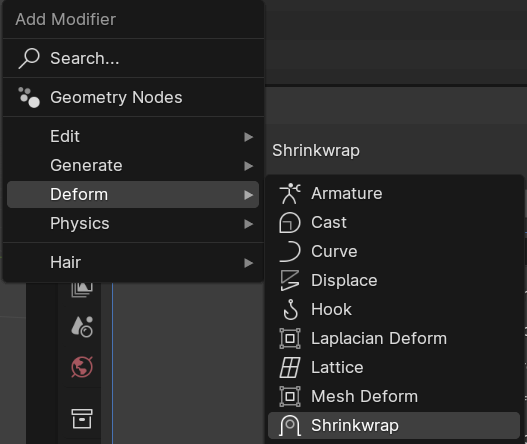 Add Modifier
Search...
Geometry Nodes
Edit
Generate
Deform
Physics
Hair
Shrinkwrap
Armature
Cast
Curve
Displace
Hook
Laplacian Deform
Lattice
Mesh Deform
Shrinkwrap